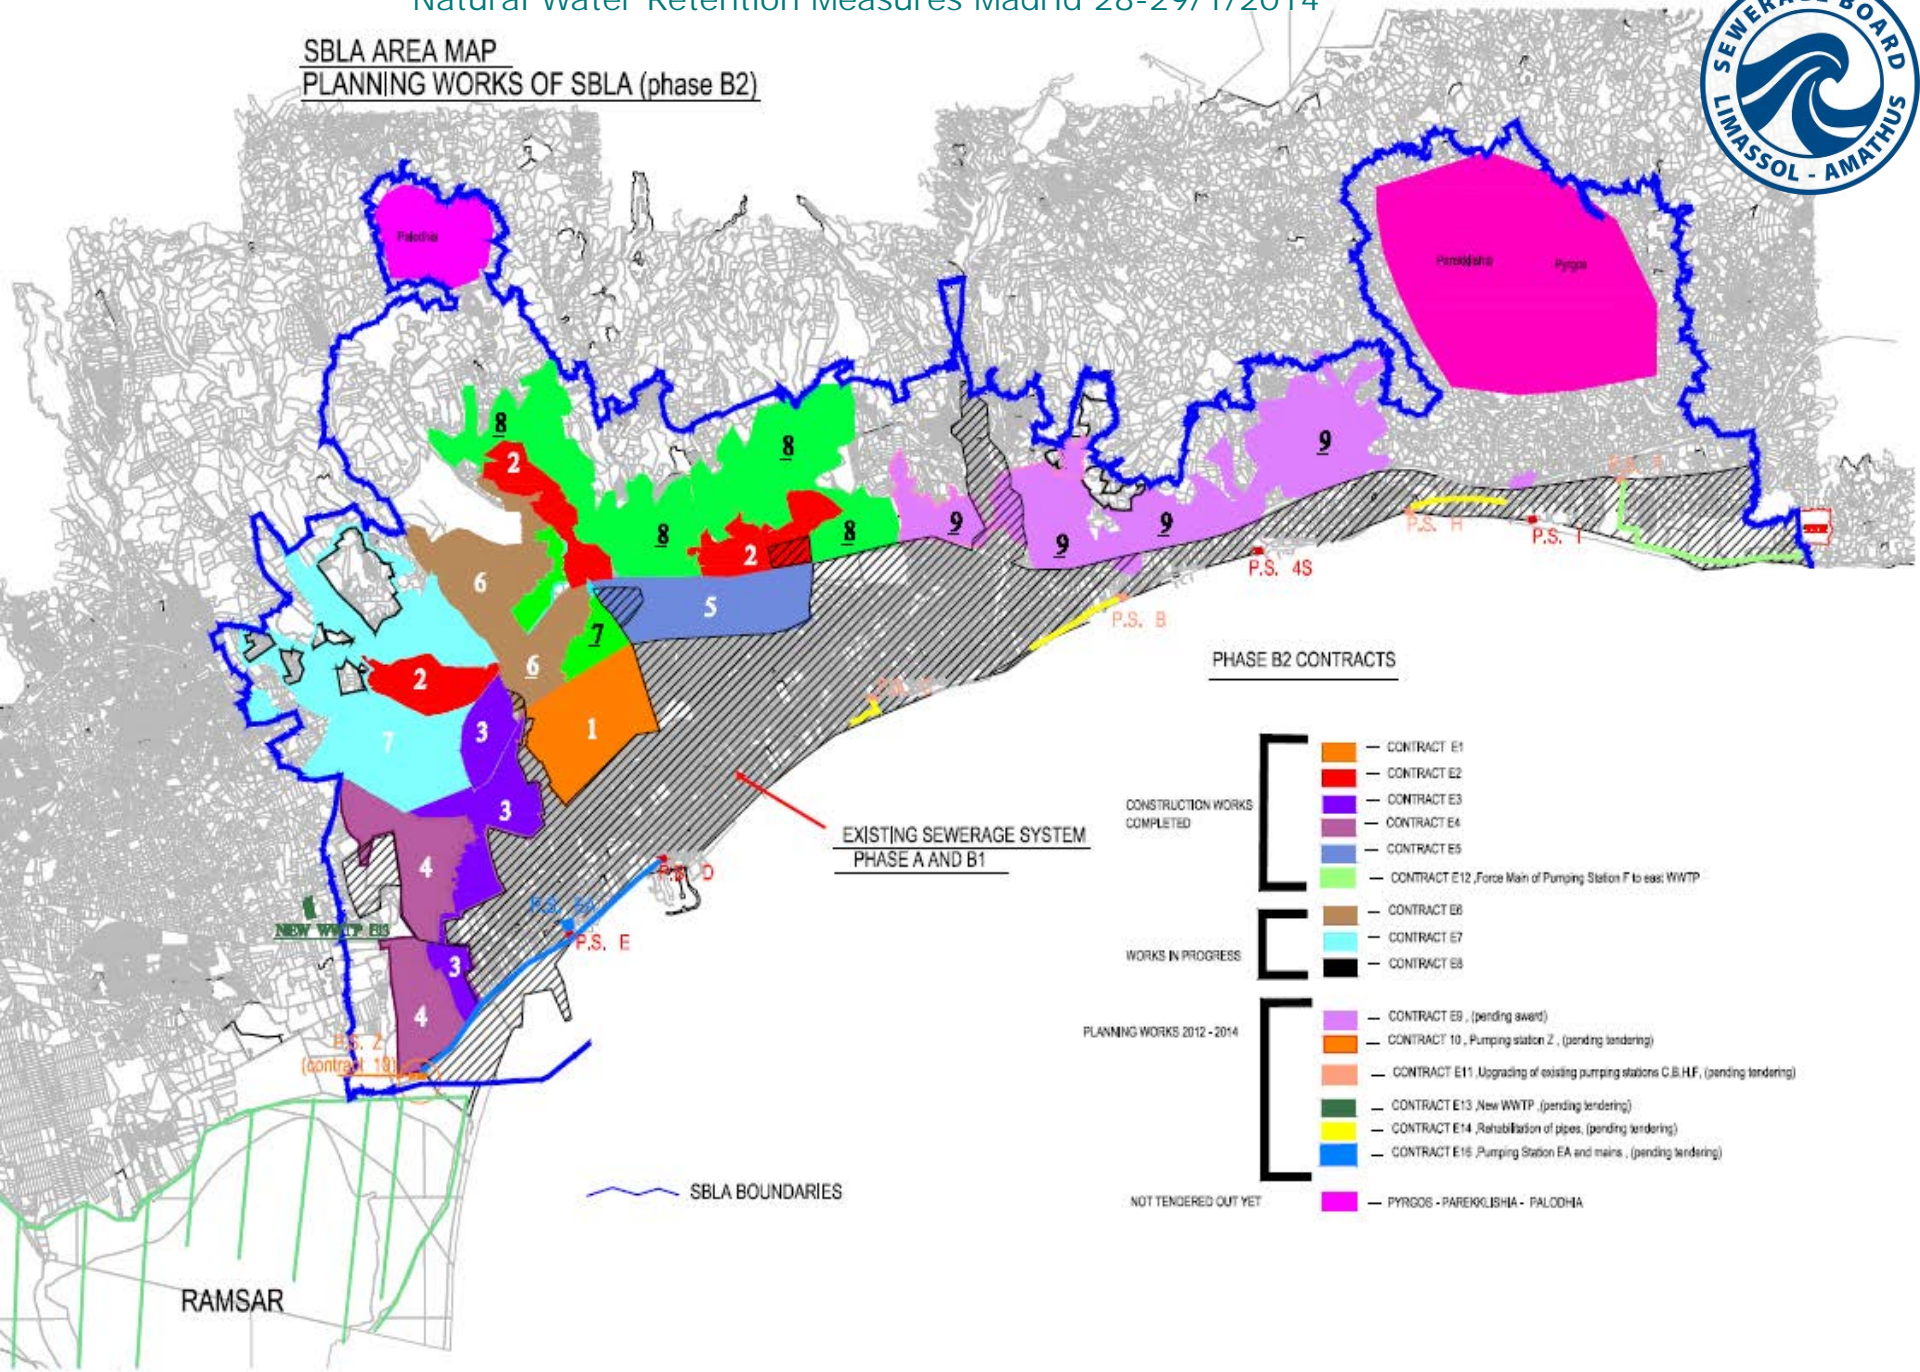 Natural Water Retention Measures Madrid 28-29/1/2014
SBLA AREA MAP
PLANNING WORKS OF SBLA (phase B2)
SEWERAGE BOARD
LIMASSOL - AMATHUS
Palodhia
Parekklishia
Pyrgos
8
2
8
9
9
8
2
8
9
9
6
5
7
6
2
3
1
7
3
4
3
4
P.S. H
P.S. I
P.S. 4S
P.S. B
P.S. D
P.S. EA
P.S. E
NEW WWTP E13
P.S. Z
(contract 10)
EXISTING SEWERAGE SYSTEM
PHASE A AND B1
PHASE B2 CONTRACTS
CONSTRUCTION WORKS
COMPLETED
— CONTRACT E1
— CONTRACT E2
— CONTRACT E3
— CONTRACT E4
— CONTRACT E5
— CONTRACT E12 ,Force Main of Pumping Station F to east WWTP
WORKS IN PROGRESS
— CONTRACT E6
— CONTRACT E7
— CONTRACT E8
PLANNING WORKS 2012 - 2014
— CONTRACT E9 , (pending award)
— CONTRACT 10 , Pumping station Z , (pending tendering)
— CONTRACT E11 ,Upgrading of existing pumping stations C,B,H,F, (pending tendering)
— CONTRACT E13 ,New WWTP ,(pending tendering)
— CONTRACT E14 ,Rehabilitation of pipes, (pending tendering)
— CONTRACT E16 ,Pumping Station EA and mains , (pending tendering)
NOT TENDERED OUT YET
— PYRGOS - PAREKKLISHIA - PALODHIA
SBLA BOUNDARIES
RAMSAR